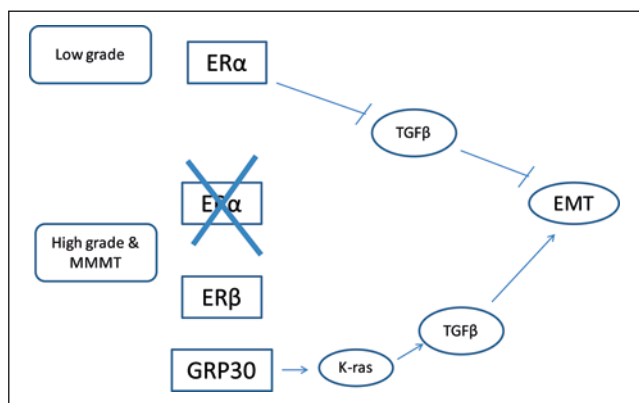 Low grade
ERα
TGFβ
ERα
EMT
High grade &
MMMT
ERβ
TGFβ
GRP30
K-ras